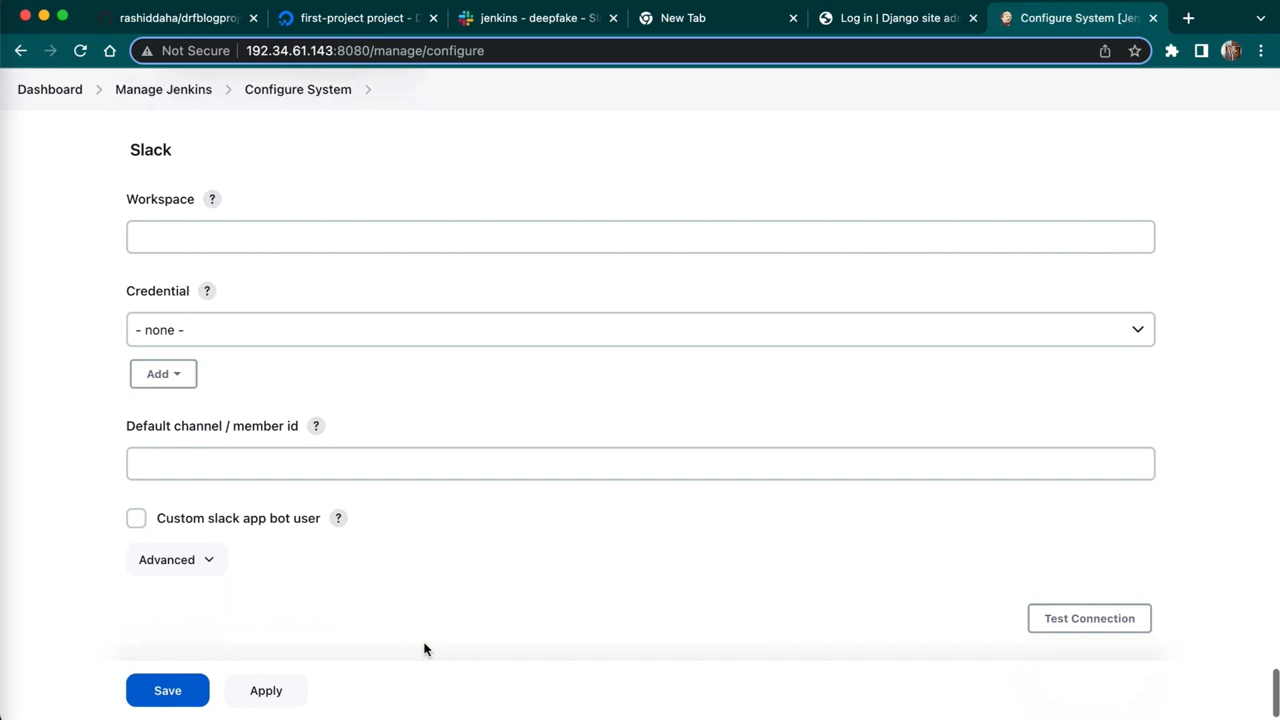 rashiddaha/drfblogproj
first-project project - D
jenkins - deepfake - Sl
New Tab
Log in | Django site adm
Configure System [Jen
Not Secure
192.34.61.143:8080/manage/configure
Dashboard
Manage Jenkins
Configure System
Slack
Workspace ?
Credential ?
- none -
Add
Default channel / member id ?
Custom slack app bot user ?
Advanced
Test Connection
Save
Apply